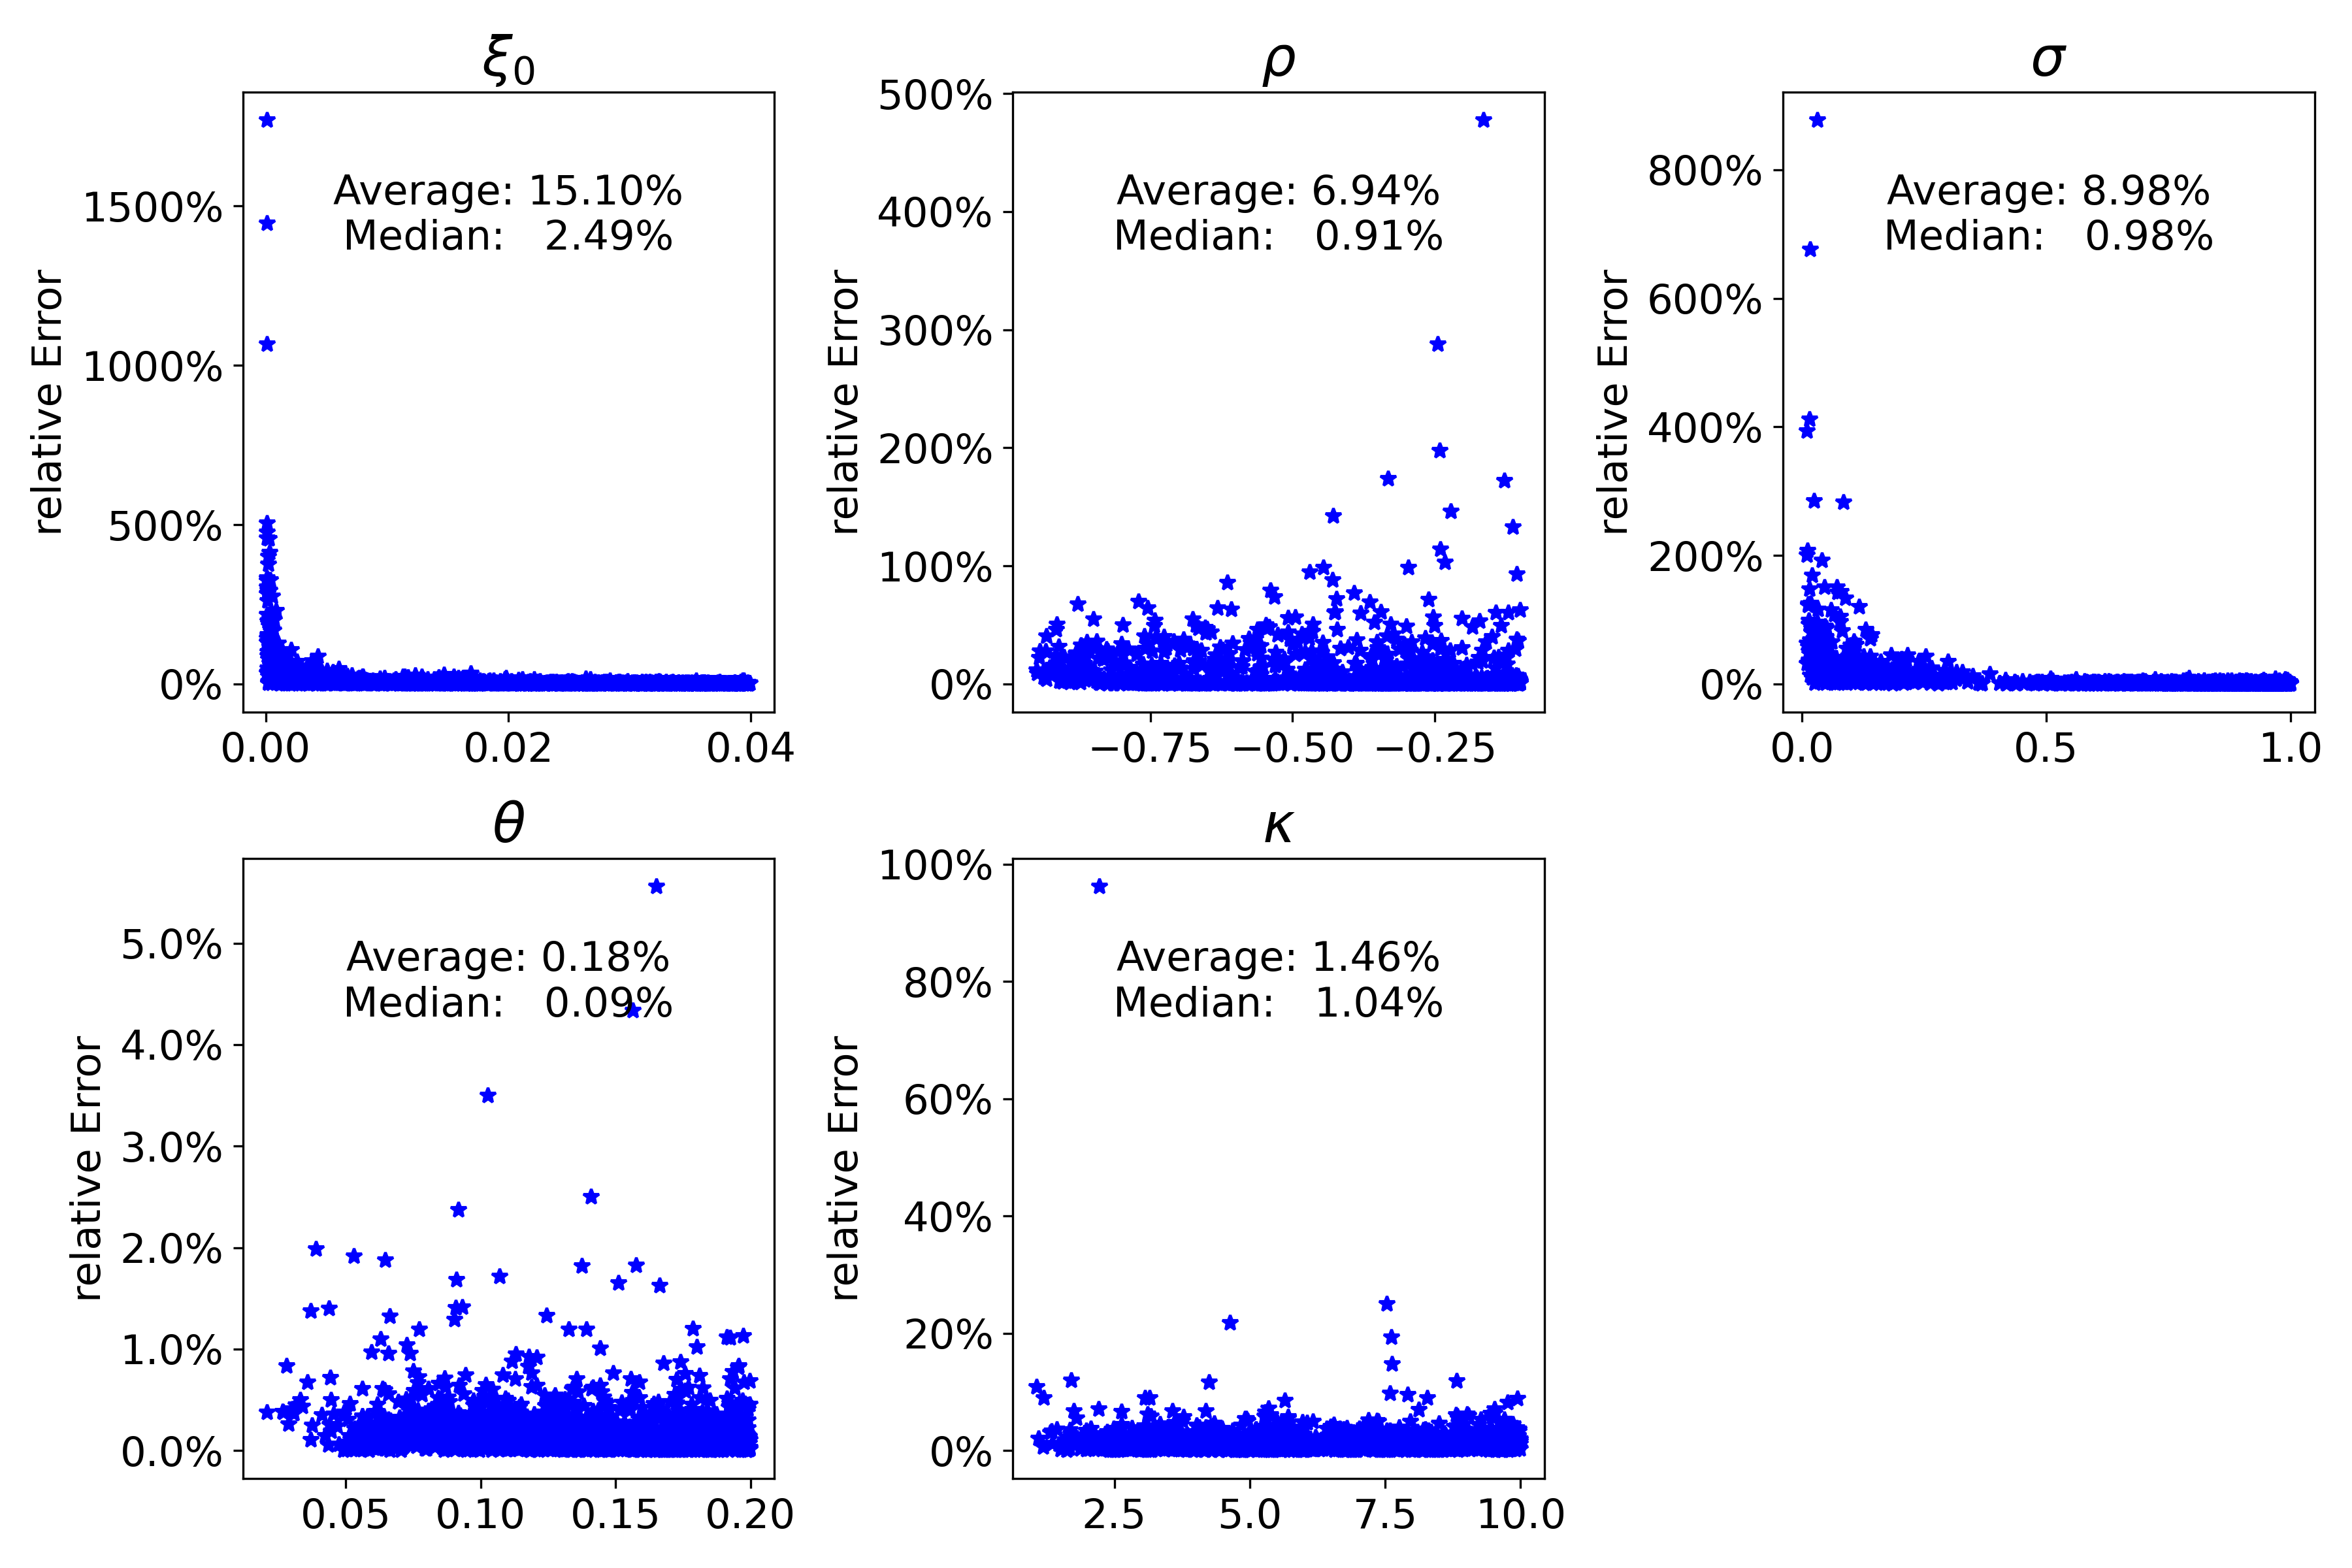 ξ0
relative Error
1500%
1000%
500%
0%
Average: 15.10%
Median: 2.49%
0.00 0.02 0.04
ρ
relative Error
500%
400%
300%
200%
100%
0%
Average: 6.94%
Median: 0.91%
−0.75 −0.50 −0.25
σ
relative Error
800%
600%
400%
200%
0%
Average: 8.98%
Median: 0.98%
0.0 0.5 1.0
θ
relative Error
5.0%
4.0%
3.0%
2.0%
1.0%
0.0%
Average: 0.18%
Median: 0.09%
0.05 0.10 0.15 0.20
κ
relative Error
100%
80%
60%
40%
20%
0%
Average: 1.46%
Median: 1.04%
2.5 5.0 7.5 10.0